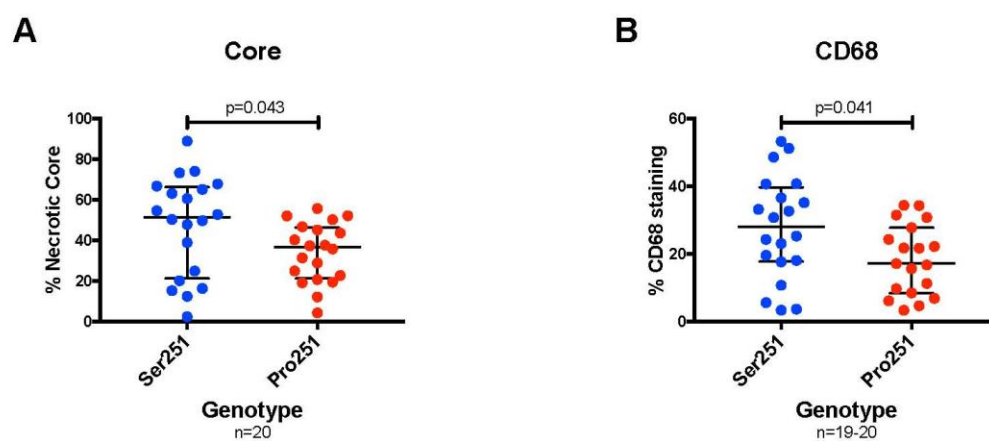 A
Core
p=0.043
% Necrotic Core
100
80
60
40
20
0
Ser251
Pro251
Genotype
n=20
B
CD68
p=0.041
% CD68 staining
60
40
20
0
Ser251
Pro251
Genotype
n=19-20